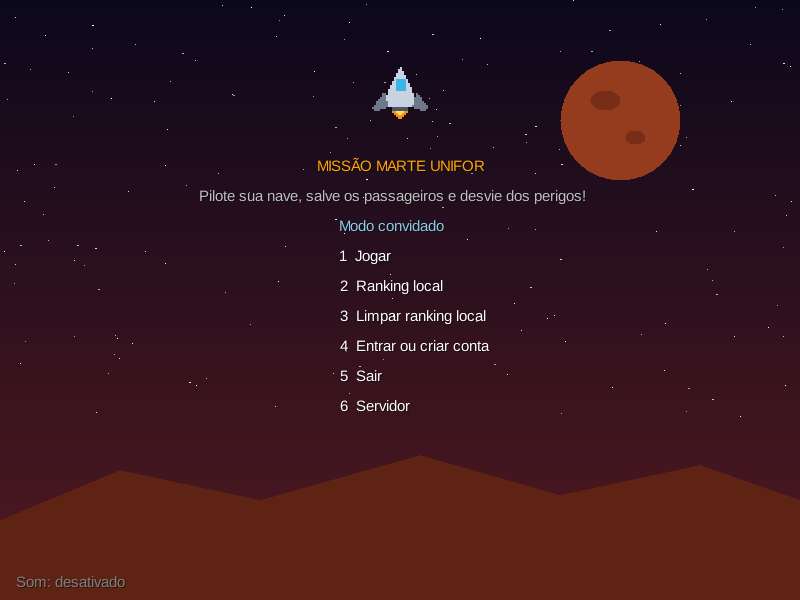 MISSÃO MARTE UNIFOR
Pilote sua nave, salve os passageiros e desvie dos perigos!
Modo convidado
1 Jogar
2 Ranking local
3 Limpar ranking local
4 Entrar ou criar conta
5 Sair
6 Servidor
Som: desativado